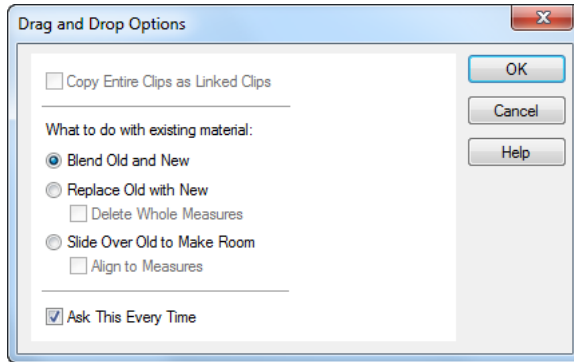 Drag and Drop Options
Copy Entire Clips as Linked Clips
What to do with existing material:
Blend Old and New
Replace Old with New
Delete Whole Measures
Slide Over Old to Make Room
Align to Measures
Ask This Every Time
OK
Cancel
Help